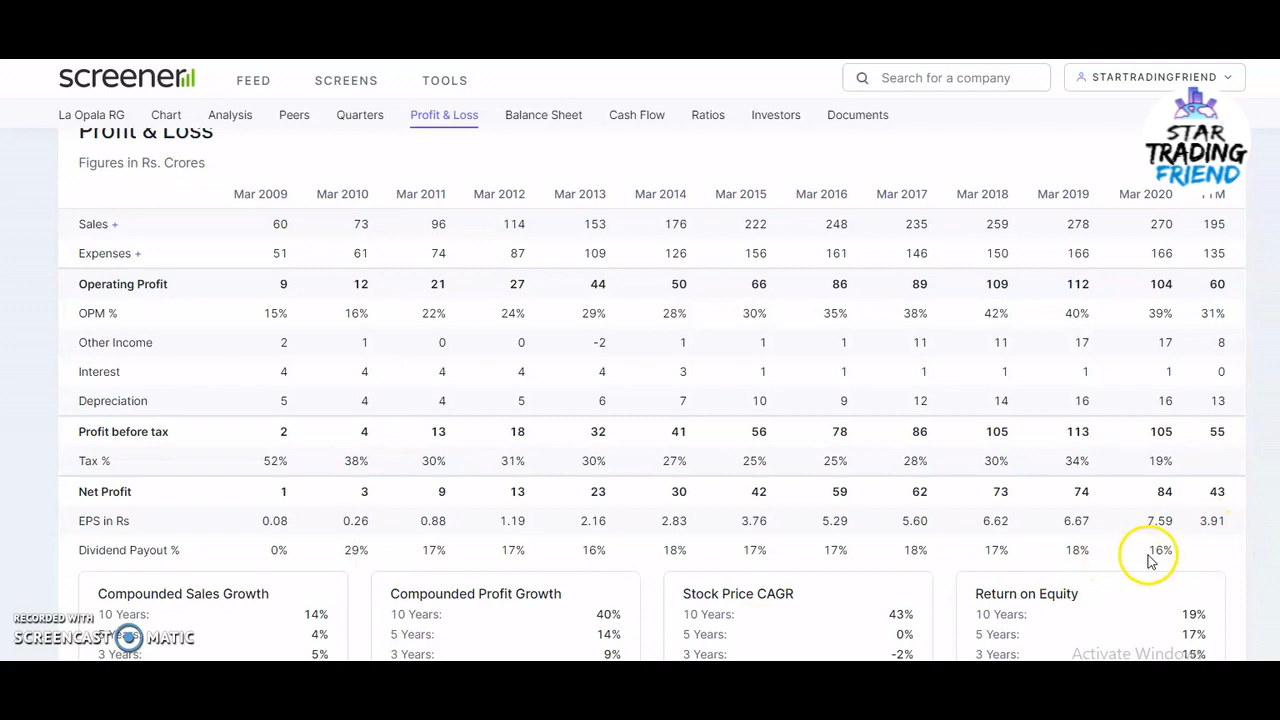 screener FEED SCREENS TOOLS Search for a company STARTRADINGFRIEND
La Opala RG Chart Analysis Peers Quarters Profit & Loss Balance Sheet Cash Flow Ratios Investors Documents
STAR
TRADING
FRIEND
Profit & Loss
Figures in Rs. Crores
Mar 2009 Mar 2010 Mar 2011 Mar 2012 Mar 2013 Mar 2014 Mar 2015 Mar 2016 Mar 2017 Mar 2018 Mar 2019 Mar 2020
Sales + 60 73 96 114 153 176 222 248 235 259 278 270 195
Expenses + 51 61 74 87 109 126 156 161 146 150 166 166 135
Operating Profit 9 12 21 27 44 50 66 86 89 109 112 104 60
OPM % 15% 16% 22% 24% 29% 28% 30% 35% 38% 42% 40% 39% 31%
Other Income 2 1 0 0 -2 1 1 1 11 11 17 17 8
Interest 4 4 4 4 4 3 1 1 1 1 1 1 0
Depreciation 5 4 4 5 6 7 10 9 12 14 16 16 13
Profit before tax 2 4 13 18 32 41 56 78 86 105 113 105 55
Tax % 52% 38% 30% 31% 30% 27% 25% 25% 28% 30% 34% 19%
Net Profit 1 3 9 13 23 30 42 59 62 73 74 84 43
EPS in Rs 0.08 0.26 0.88 1.19 2.16 2.83 3.76 5.29 5.60 6.62 6.67 7.59 3.91
Dividend Payout % 0% 29% 17% 17% 16% 18% 17% 17% 18% 17% 18% 16%
Compounded Sales Growth Compounded Profit Growth Stock Price CAGR Return on Equity
10 Years: 14% 10 Years: 40% 10 Years: 43% 10 Years: 19%
4% 5 Years: 14% 5 Years: 0% 5 Years: 17%
3 Years: 5% 3 Years: 9% 3 Years: -2% 3 Years: 15%
RECORDED WITH
SCREENCAST MATIC
Activate Windo